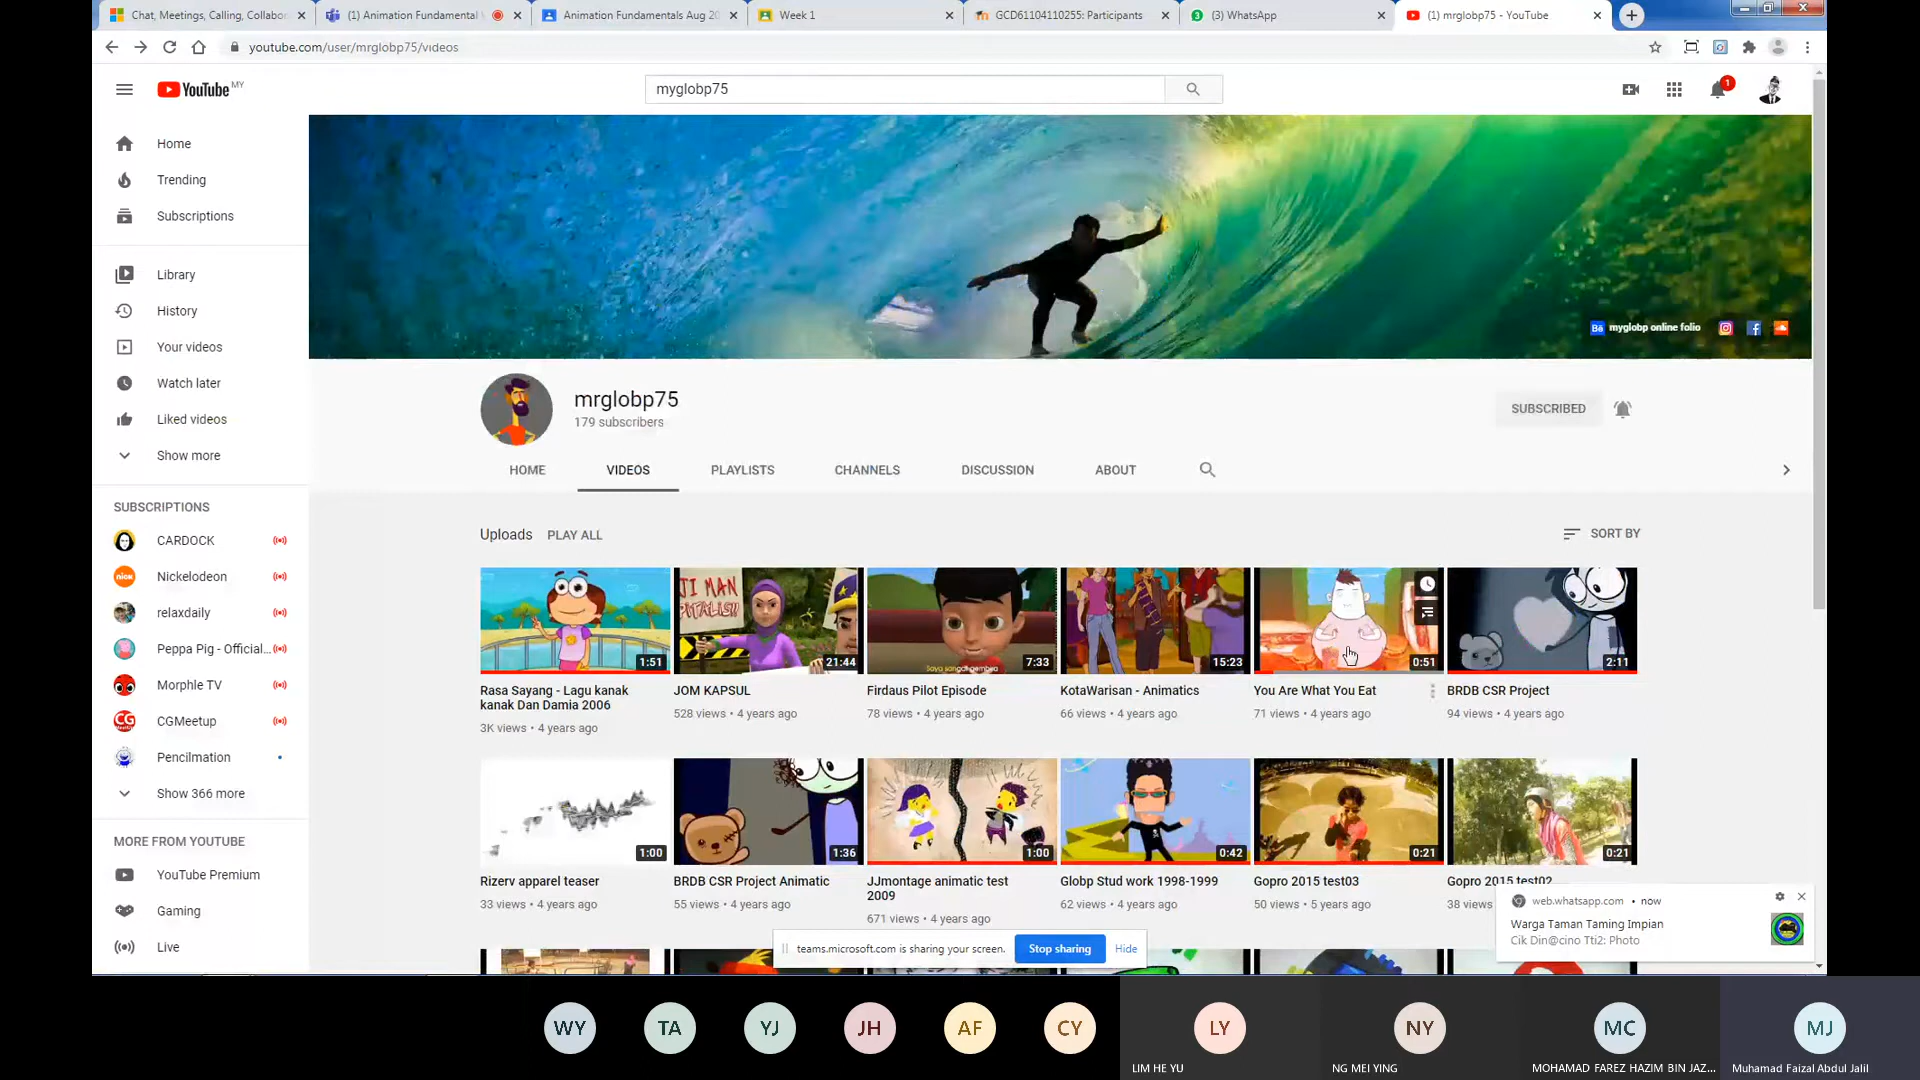 Chat, Meetings, Calling, Collabor
(1) Animation Fundamental
Animation Fundamentals Aug 20
Week 1
GCD61104110255: Participants
(3) WhatsApp
(1) mrglobp75 - YouTube
youtube.com/user/mrglobp75/videos
YouTube MY
myglobp75
1
Home
Trending
Subscriptions
Library
History
Your videos
Watch later
Liked videos
Show more
SUBSCRIPTIONS
CARDOCK
Nickelodeon
relaxdaily
Peppa Pig - Official...
Morphle TV
CGMeetup
Pencilmation
Show 366 more
MORE FROM YOUTUBE
YouTube Premium
Gaming
Live
Bē myglobp online folio
mrglobp75
179 subscribers
SUBSCRIBED
HOME
VIDEOS
PLAYLISTS
CHANNELS
DISCUSSION
ABOUT
Uploads
PLAY ALL
SORT BY
JI MAN
PITALISM
Saya sangat gembira
1:51
21:44
7:33
15:23
0:51
2:11
Rasa Sayang - Lagu kanak
kanak Dan Damia 2006
3K views • 4 years ago
JOM KAPSUL
528 views • 4 years ago
Firdaus Pilot Episode
78 views • 4 years ago
KotaWarisan - Animatics
66 views • 4 years ago
You Are What You Eat
71 views • 4 years ago
BRDB CSR Project
94 views • 4 years ago
1:00
1:36
1:00
0:42
0:21
0:21
Rizerv apparel teaser
33 views • 4 years ago
BRDB CSR Project Animatic
55 views • 4 years ago
JJmontage animatic test
2009
671 views • 4 years ago
Globp Stud work 1998-1999
62 views • 4 years ago
Gopro 2015 test03
50 views • 5 years ago
Gopro 2015 test02
38 views
web.whatsapp.com • now
Warga Taman Taming Impian
Cik Din@cino Tti2: Photo
teams.microsoft.com is sharing your screen.
Stop sharing
Hide
WY
TA
YJ
JH
AF
CY
LY
NY
MC
MJ
LIM HE YU
NG MEI YING
MOHAMAD FAREZ HAZIM BIN JAZ...
Muhamad Faizal Abdul Jalil